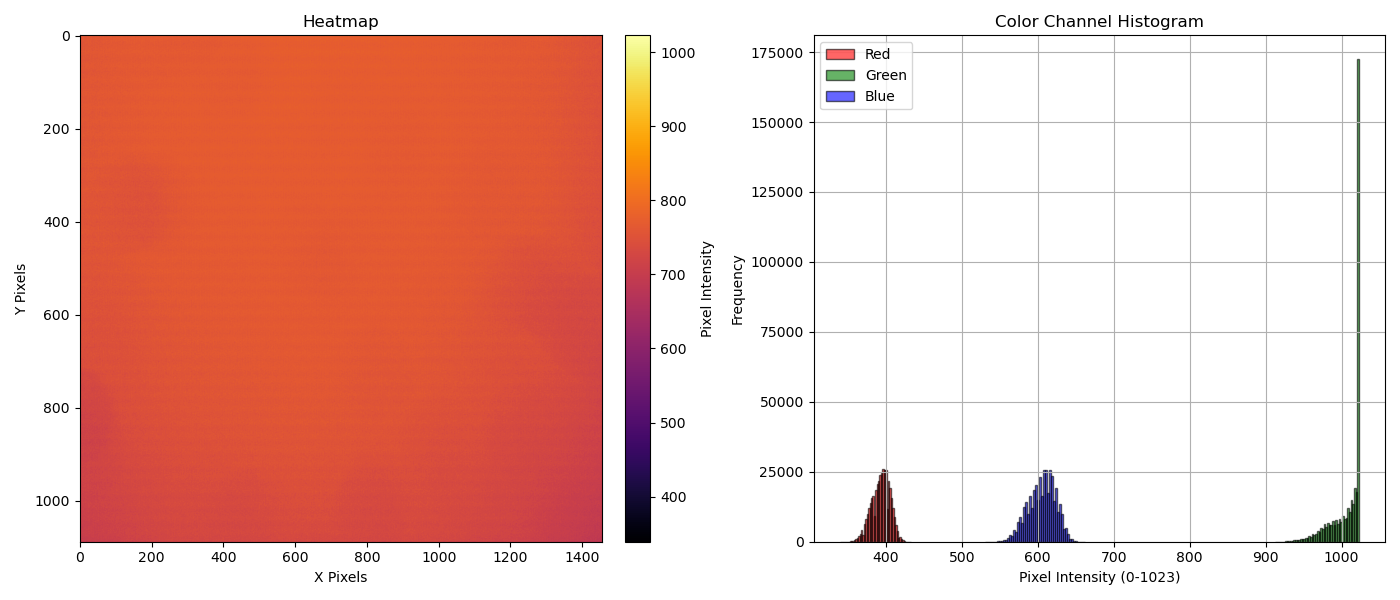 Heatmap
0
200
400
600
800
1000
Y Pixels
0 200 400 600 800 1000 1200 1400
X Pixels
1000
900
800
700
600
500
400
Pixel Intensity
Color Channel Histogram
Red
Green
Blue
175000
150000
125000
100000
75000
50000
25000
0
Frequency
400 500 600 700 800 900 1000
Pixel Intensity (0-1023)